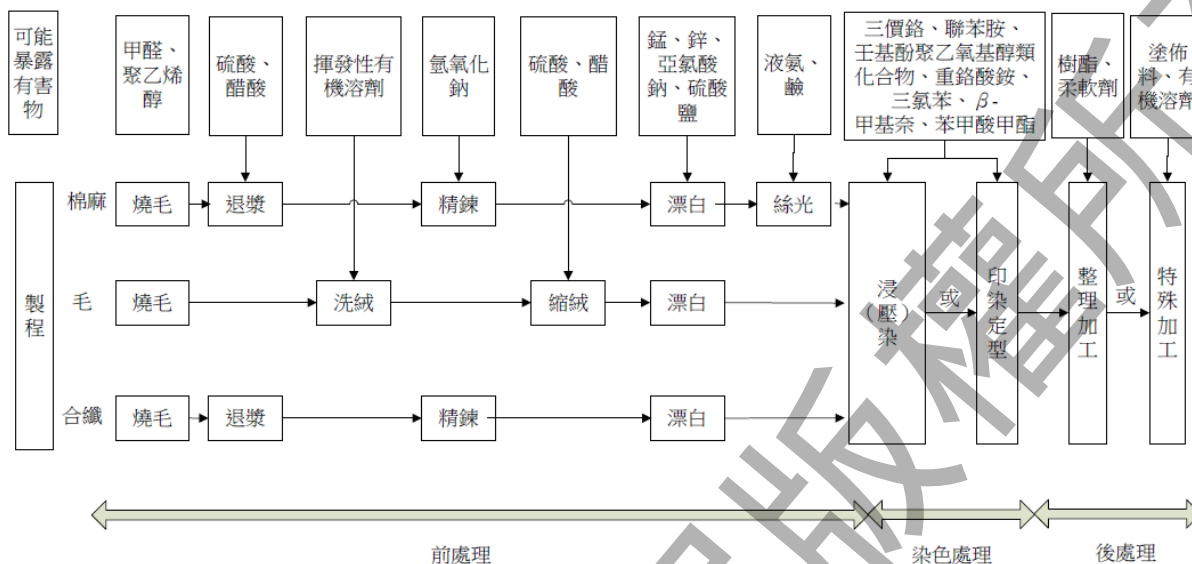 可能
暴露
有害
物
甲醛、
聚乙烯
醇
硫酸、
醋酸
揮發性有
機溶劑
氫氧化
鈉
硫酸、醋
酸
錳、鋅、
亞氯酸
鈉、硫酸
鹽
液氨、
鹼
三價鉻、聯苯胺、
壬基酚聚乙氧基醇類
化合物、重鉻酸銨、
三氯苯、β-
甲基奈、苯甲酸甲酯
樹酯、
柔軟劑
塗佈
料、有
機溶劑
製程
棉麻
燒毛
退漿
精鍊
漂白
絲光
毛
燒毛
洗絨
縮絨
漂白
合纖
燒毛
退漿
精鍊
漂白
浸
(壓)
染
或
印染定型
整理加工
或
特殊加工
前處理
染色處理
後處理
版權所